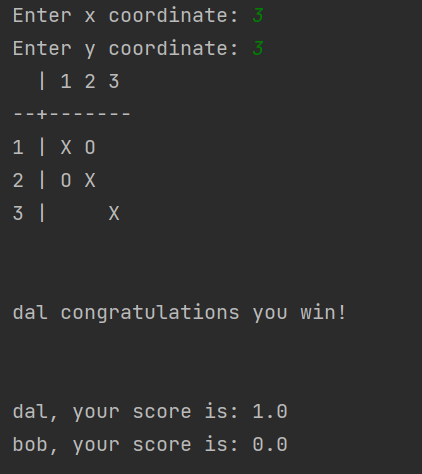 Enter x coordinate: 3
Enter y coordinate: 3
  | 1 2 3
--+-------
1 | X O
2 | O X
3 |     X
dal congratulations you win!
dal, your score is: 1.0
bob, your score is: 0.0